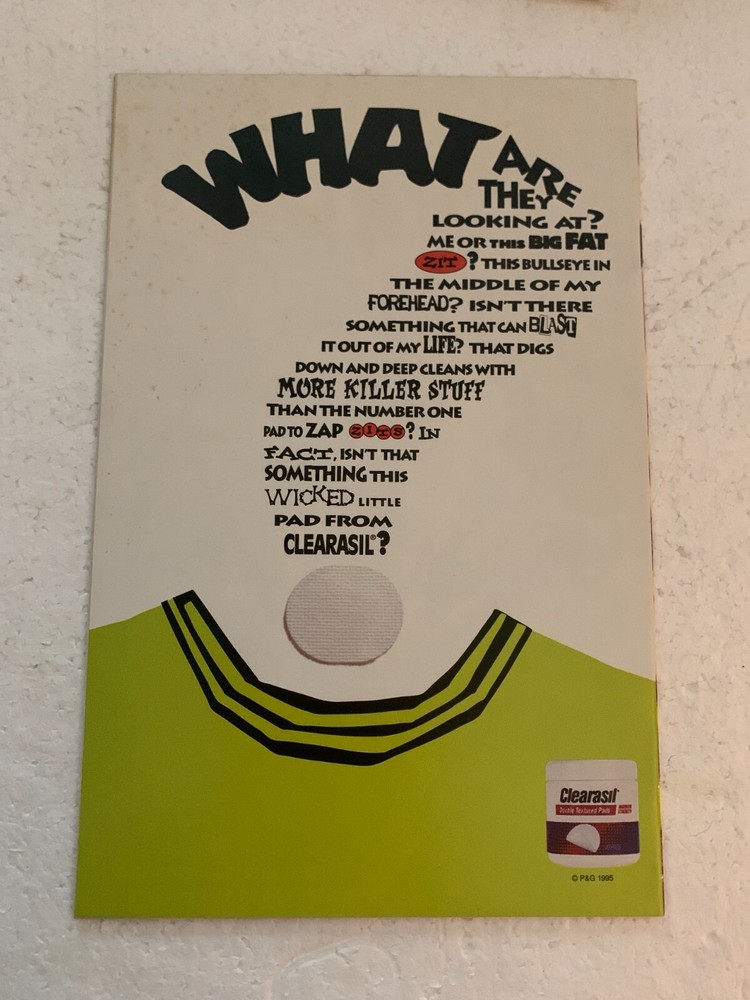 WHAT ARE
THEY
LOOKING AT?
ME OR THIS BIG FAT
ZIT? THIS BULLSEYE IN
THE MIDDLE OF MY
FOREHEAD? ISN'T THERE
SOMETHING THAT CAN BLAST
IT OUT OF MY LIFE? THAT DIGS
DOWN AND DEEP CLEANS WITH
MORE KILLER STUFF
THAN THE NUMBER ONE
PAD TO ZAP ZITS? IN
FACT, ISN'T THAT
SOMETHING THIS
WICKED LITTLE
PAD FROM
CLEARASIL®?
Clearasil
Double Textured Pads
MAXIMUM
STRENGTH
© P&G 1995